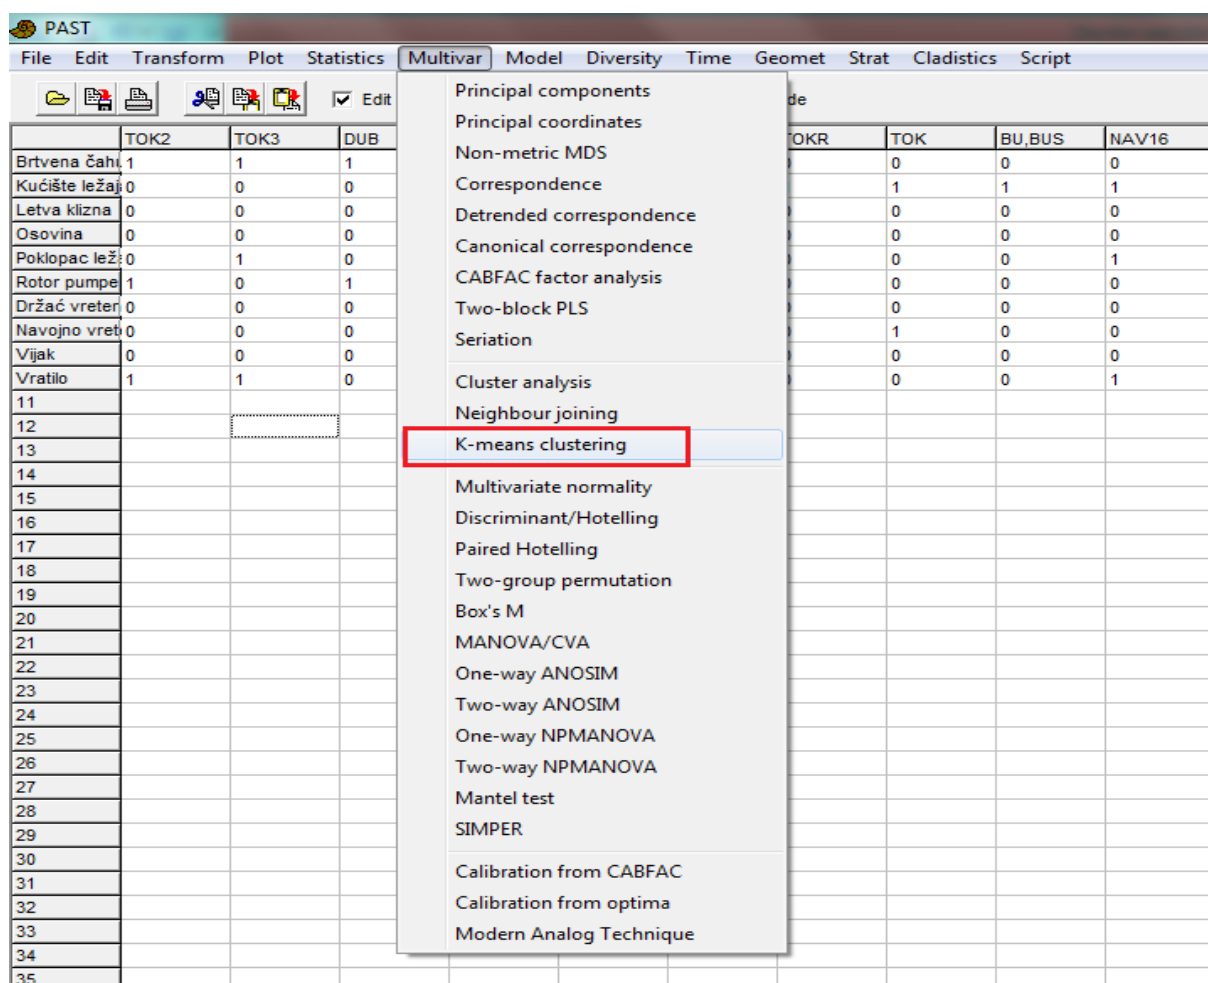 PAST
File Edit Transform Plot Statistics Multivar Model Diversity Time Geomet Strat Cladistics Script
Edit de
TOK2 TOK3 DUB OKR TOK BU,BUS NAV16
Brtvena čahu 1 1 1 0 0 0
Kućište ležaj 0 0 0 1 1 1
Letva klizna 0 0 0 0 0 0
Osovina 0 0 0 0 0 0
Poklopac lež 0 1 0 0 0 1
Rotor pumpe 1 0 1 0 0 0
Držać vreten 0 0 0 0 0 0
Navojno vret 0 0 0 1 0 0
Vijak 0 0 0 0 0 0
Vratilo 1 1 0 0 0 1
11
12
13
14
15
16
17
18
19
20
21
22
23
24
25
26
27
28
29
30
31
32
33
34
35
Principal components
Principal coordinates
Non-metric MDS
Correspondence
Detrended correspondence
Canonical correspondence
CABFAC factor analysis
Two-block PLS
Seriation
Cluster analysis
Neighbour joining
K-means clustering
Multivariate normality
Discriminant/Hotelling
Paired Hotelling
Two-group permutation
Box's M
MANOVA/CVA
One-way ANOSIM
Two-way ANOSIM
One-way NPMANOVA
Two-way NPMANOVA
Mantel test
SIMPER
Calibration from CABFAC
Calibration from optima
Modern Analog Technique